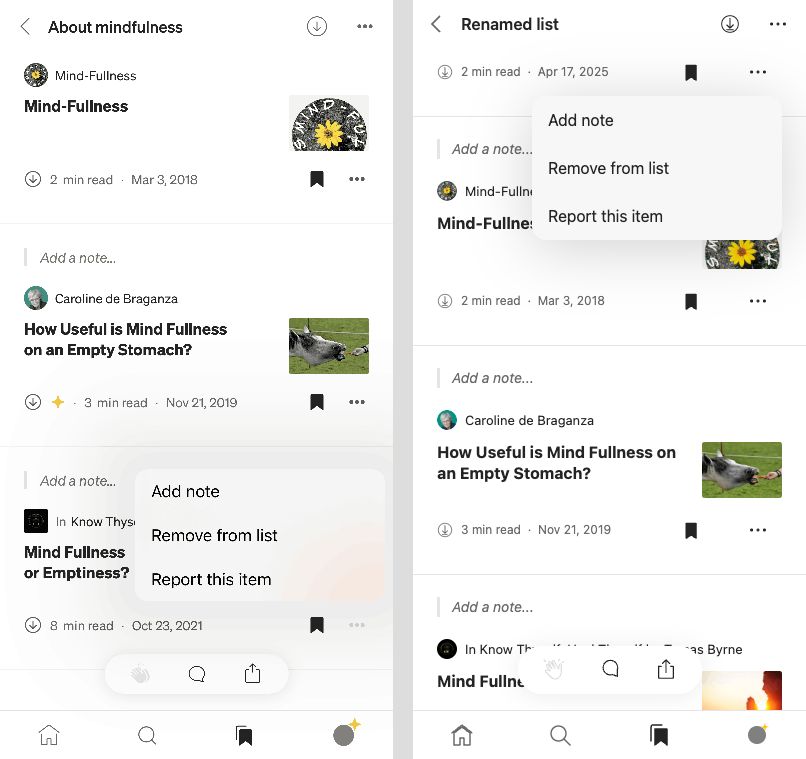 About mindfulness
Mind-Fullness
Mind-Fullness
2 min read · Mar 3, 2018
Add a note...
Caroline de Braganza
How Useful is Mind Fullness
on an Empty Stomach?
3 min read · Nov 21, 2019
Add a note...
In Know Thyse
Mind Fullness
or Emptiness?
Add note
Remove from list
Report this item
8 min read · Oct 23, 2021
Renamed list
2 min read · Apr 17, 2025
Add note
Remove from list
Report this item
Add a note...
Mind-Fullne
Mind-Fullnes
2 min read · Mar 3, 2018
Add a note...
Caroline de Braganza
How Useful is Mind Fullness on
an Empty Stomach?
3 min read · Nov 21, 2019
Add a note...
In Know Thy
as Byrne
Mind Fullne